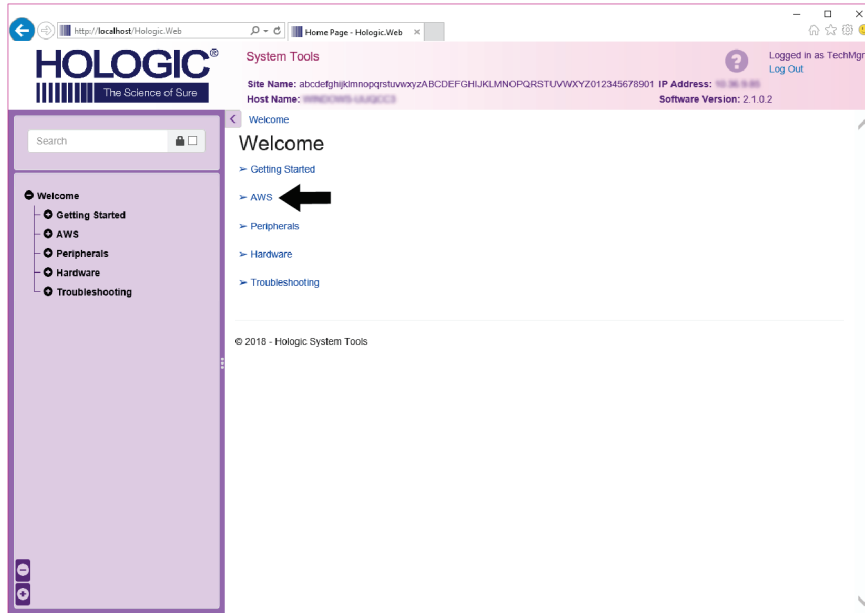 http://localhost/Hologic.Web
Home Page - Hologic.Web
HOLOGIC®
The Science of Sure
System Tools
Logged in as TechMgr
Log Out
Site Name: abcdefghijklmnopqrstuvwxyzABCDEFGHIJKLMNOPQRSTUVWXYZ012345678901 IP Address:
Host Name: Software Version: 2.1.0.2
Search
Welcome
Getting Started
AWS
Peripherals
Hardware
Troubleshooting
Welcome
Welcome
➢ Getting Started
➢ AWS
➢ Peripherals
➢ Hardware
➢ Troubleshooting
© 2018 - Hologic System Tools